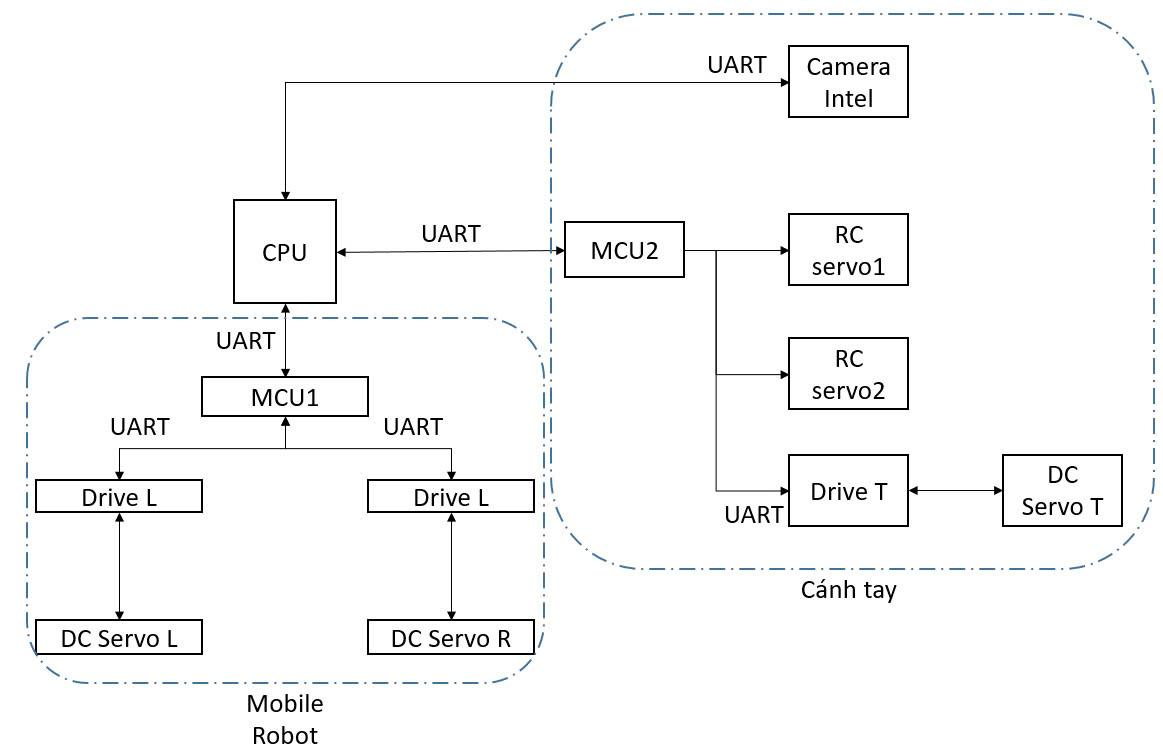 UART
Camera
Intel
CPU
UART
MCU2
RC
servo1
UART
MCU1
RC
servo2
UART
UART
Drive L
Drive L
Drive T
DC
Servo T
UART
Cánh tay
DC Servo L
DC Servo R
Mobile
Robot